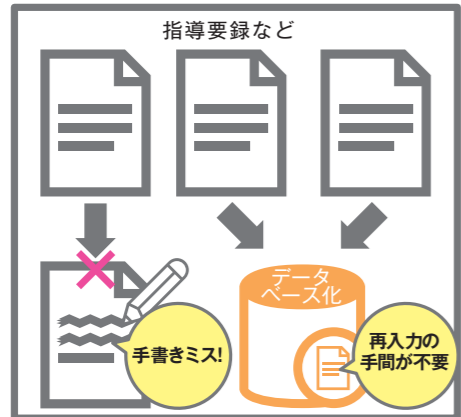 指導要録など
データ
ベース化
手書きミス!
再入力の
手間が不要